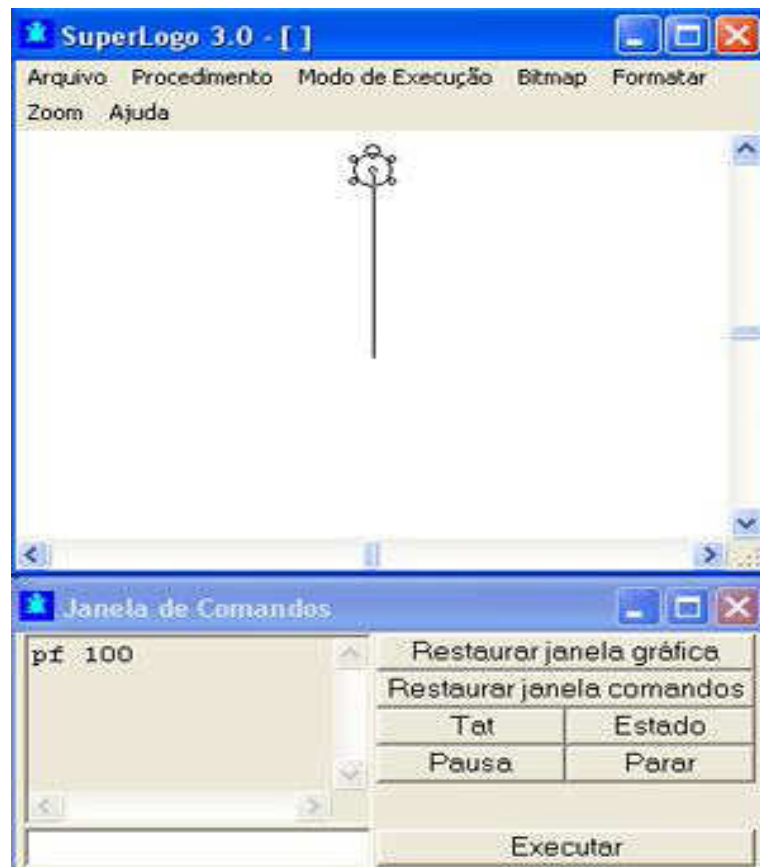 SuperLogo 3.0 - [ ]
Arquivo Procedimento Modo de Execução Bitmap Formatar
Zoom Ajuda
Janela de Comandos
pf 100
Restaurar janela gráfica
Restaurar janela comandos
Tat Estado
Pausa Parar
Executar